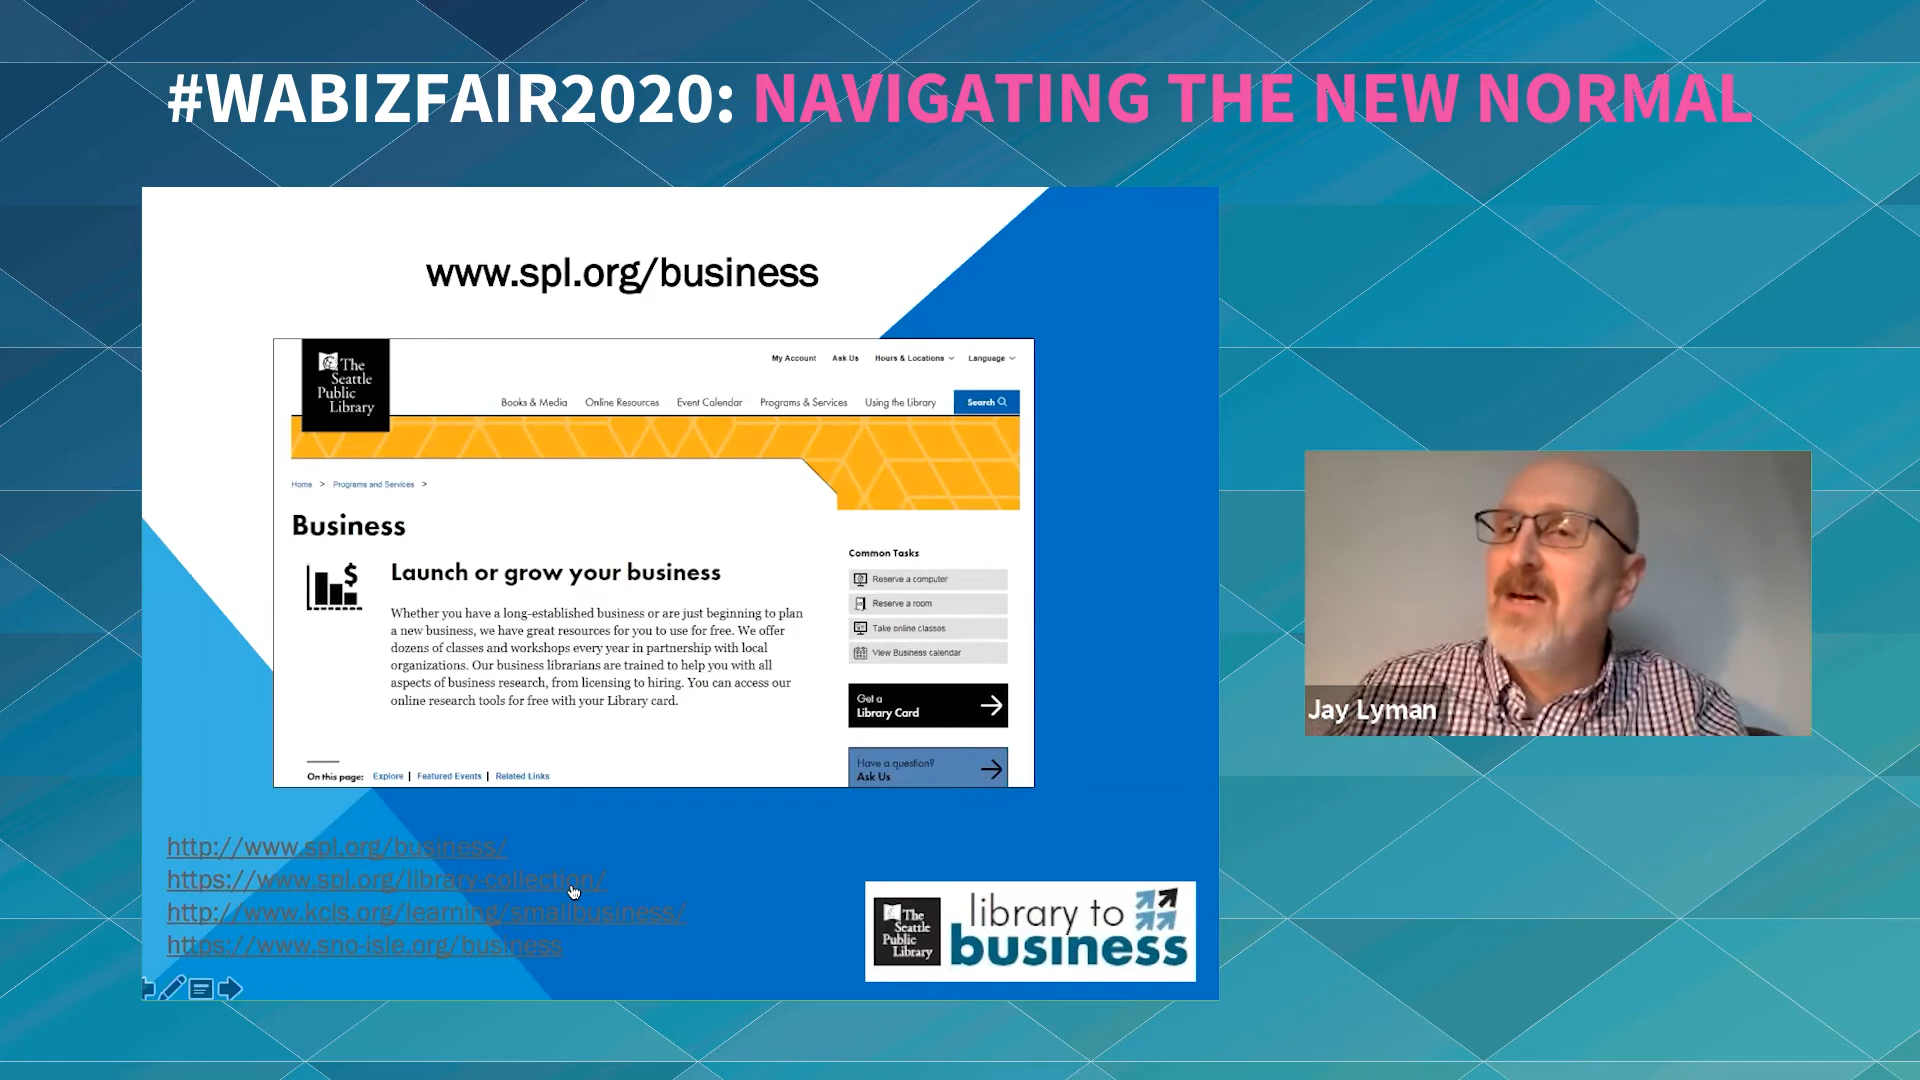 #WABIZFAIR2020: NAVIGATING THE NEW NORMAL
www.spl.org/business
The
Seattle
Public
Library
My Account Ask Us Hours & Locations Language
Books & Media Online Resources Event Calendar Programs & Services Using the Library Search
Home > Programs and Services >
Business
Launch or grow your business
Whether you have a long-established business or are just beginning to plan
a new business, we have great resources for you to use for free. We offer
dozens of classes and workshops every year in partnership with local
organizations. Our business librarians are trained to help you with all
aspects of business research, from licensing to hiring. You can access our
online research tools for free with your Library card.
Common Tasks
Reserve a computer
Reserve a room
Take online classes
View Business calendar
Get a
Library Card
Have a question?
Ask Us
On this page: Explore | Featured Events | Related Links
Jay Lyman
http://www.spl.org/business/
https://www.spl.org/library-collection/
http://www.kcls.org/learning/smallbusiness/
https://www.sno-isle.org/business
The
Seattle
Public
Library
library to
business